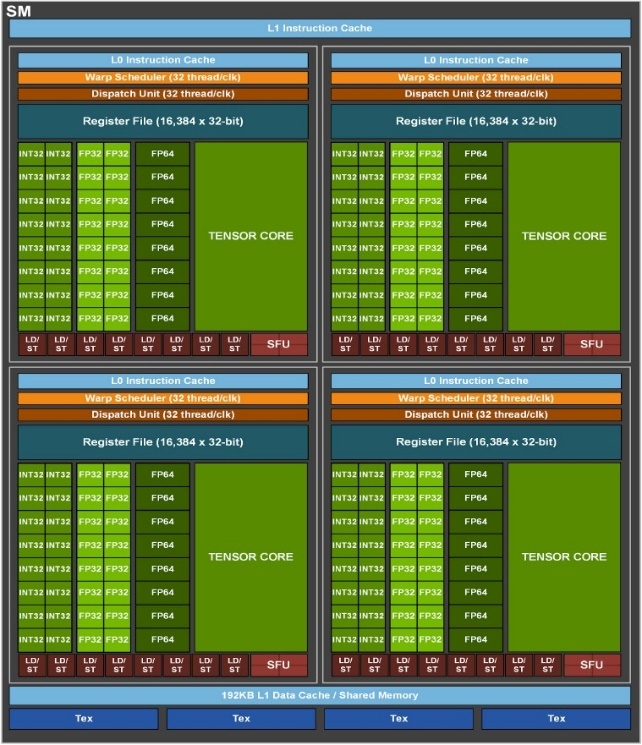 SM
L1 Instruction Cache
L0 Instruction Cache
Warp Scheduler (32 thread/clk)
Dispatch Unit (32 thread/clk)
Register File (16,384 x 32-bit)
INT32 INT32 FP32 FP32 FP64
INT32 INT32 FP32 FP32 FP64
INT32 INT32 FP32 FP32 FP64
INT32 INT32 FP32 FP32 FP64
INT32 INT32 FP32 FP32 FP64
INT32 INT32 FP32 FP32 FP64
INT32 INT32 FP32 FP32 FP64
INT32 INT32 FP32 FP32 FP64
TENSOR CORE
LD/ LD/ LD/ LD/ LD/ LD/ LD/ LD/
ST ST ST ST ST ST ST ST
SFU
L0 Instruction Cache
Warp Scheduler (32 thread/clk)
Dispatch Unit (32 thread/clk)
Register File (16,384 x 32-bit)
INT32 INT32 FP32 FP32 FP64
INT32 INT32 FP32 FP32 FP64
INT32 INT32 FP32 FP32 FP64
INT32 INT32 FP32 FP32 FP64
INT32 INT32 FP32 FP32 FP64
INT32 INT32 FP32 FP32 FP64
INT32 INT32 FP32 FP32 FP64
INT32 INT32 FP32 FP32 FP64
TENSOR CORE
LD/ LD/ LD/ LD/ LD/ LD/ LD/ LD/
ST ST ST ST ST ST ST ST
SFU
L0 Instruction Cache
Warp Scheduler (32 thread/clk)
Dispatch Unit (32 thread/clk)
Register File (16,384 x 32-bit)
INT32 INT32 FP32 FP32 FP64
INT32 INT32 FP32 FP32 FP64
INT32 INT32 FP32 FP32 FP64
INT32 INT32 FP32 FP32 FP64
INT32 INT32 FP32 FP32 FP64
INT32 INT32 FP32 FP32 FP64
INT32 INT32 FP32 FP32 FP64
INT32 INT32 FP32 FP32 FP64
TENSOR CORE
LD/ LD/ LD/ LD/ LD/ LD/ LD/ LD/
ST ST ST ST ST ST ST ST
SFU
L0 Instruction Cache
Warp Scheduler (32 thread/clk)
Dispatch Unit (32 thread/clk)
Register File (16,384 x 32-bit)
INT32 INT32 FP32 FP32 FP64
INT32 INT32 FP32 FP32 FP64
INT32 INT32 FP32 FP32 FP64
INT32 INT32 FP32 FP32 FP64
INT32 INT32 FP32 FP32 FP64
INT32 INT32 FP32 FP32 FP64
INT32 INT32 FP32 FP32 FP64
INT32 INT32 FP32 FP32 FP64
TENSOR CORE
LD/ LD/ LD/ LD/ LD/ LD/ LD/ LD/
ST ST ST ST ST ST ST ST
SFU
192KB L1 Data Cache / Shared Memory
Tex Tex Tex Tex